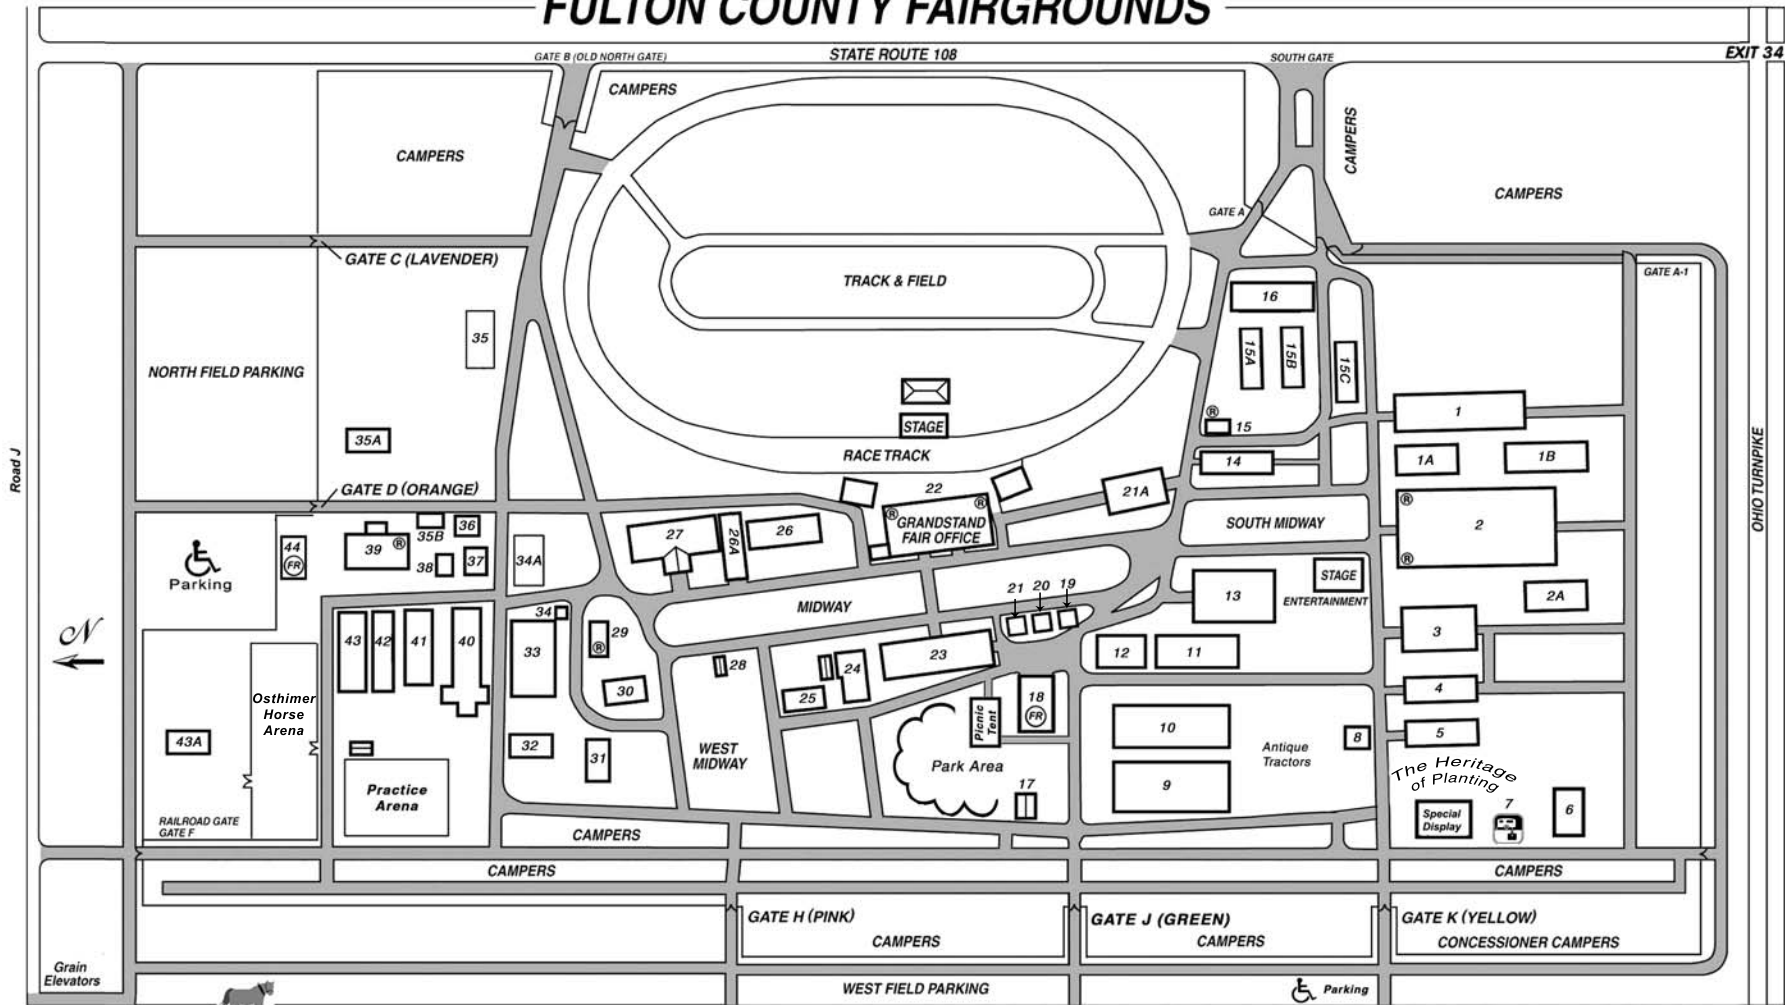 FULTON COUNTY FAIRGROUNDS
GATE B (OLD NORTH GATE)
STATE ROUTE 108
SOUTH GATE
EXIT 34
CAMPERS
CAMPERS
CAMPERS
CAMPERS
GATE A
GATE C (LAVENDER)
TRACK & FIELD
GATE A-1
16
35
15A
15B
15C
NORTH FIELD PARKING
STAGE
1
R
15
35A
RACE TRACK
Road J
OHIO TURNPIKE
14
1A
1B
GATE D (ORANGE)
22
21A
R
R
GRANDSTAND
FAIR OFFICE
SOUTH MIDWAY
R
2
R
36
35B
27
26A
26
44
FR
39
R
38
37
34A
Parking
STAGE
ENTERTAINMENT
13
2A
21
20
19
MIDWAY
N
34
29
R
43
42
41
40
33
28
24
23
12
11
3
30
25
18
FR
4
Osthimer
Horse
Arena
Picnic
Tent
10
43A
32
31
WEST
MIDWAY
8
5
Antique
Tractors
Park Area
The Heritage
of Planting
Practice
Arena
17
9
7
6
Special
Display
RAILROAD GATE
GATE F
CAMPERS
CAMPERS
CAMPERS
GATE H (PINK)
GATE J (GREEN)
GATE K (YELLOW)
CAMPERS
CAMPERS
CONCESSIONER CAMPERS
Grain
Elevators
WEST FIELD PARKING
Parking